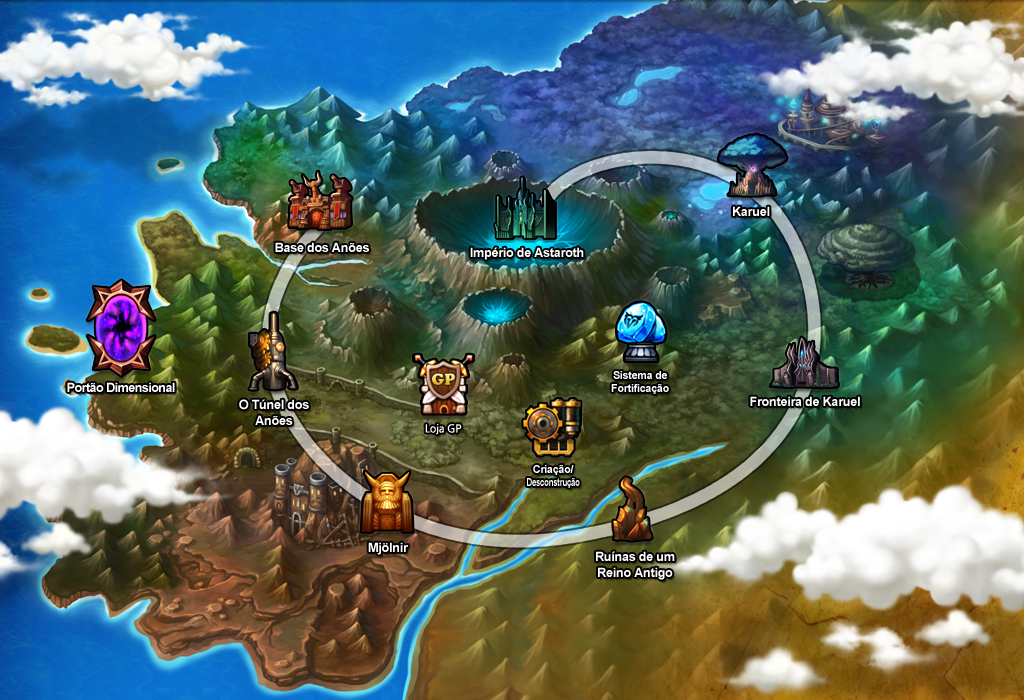 Karuel
Base dos Anões
Império de Astaroth
Portão Dimensional
O Túnel dos
Anões
GP
Loja GP
Sistema de
Fortificação
Fronteira de Karuel
Criação/
Desconstrução
Mjölnir
Ruínas de um
Reino Antigo